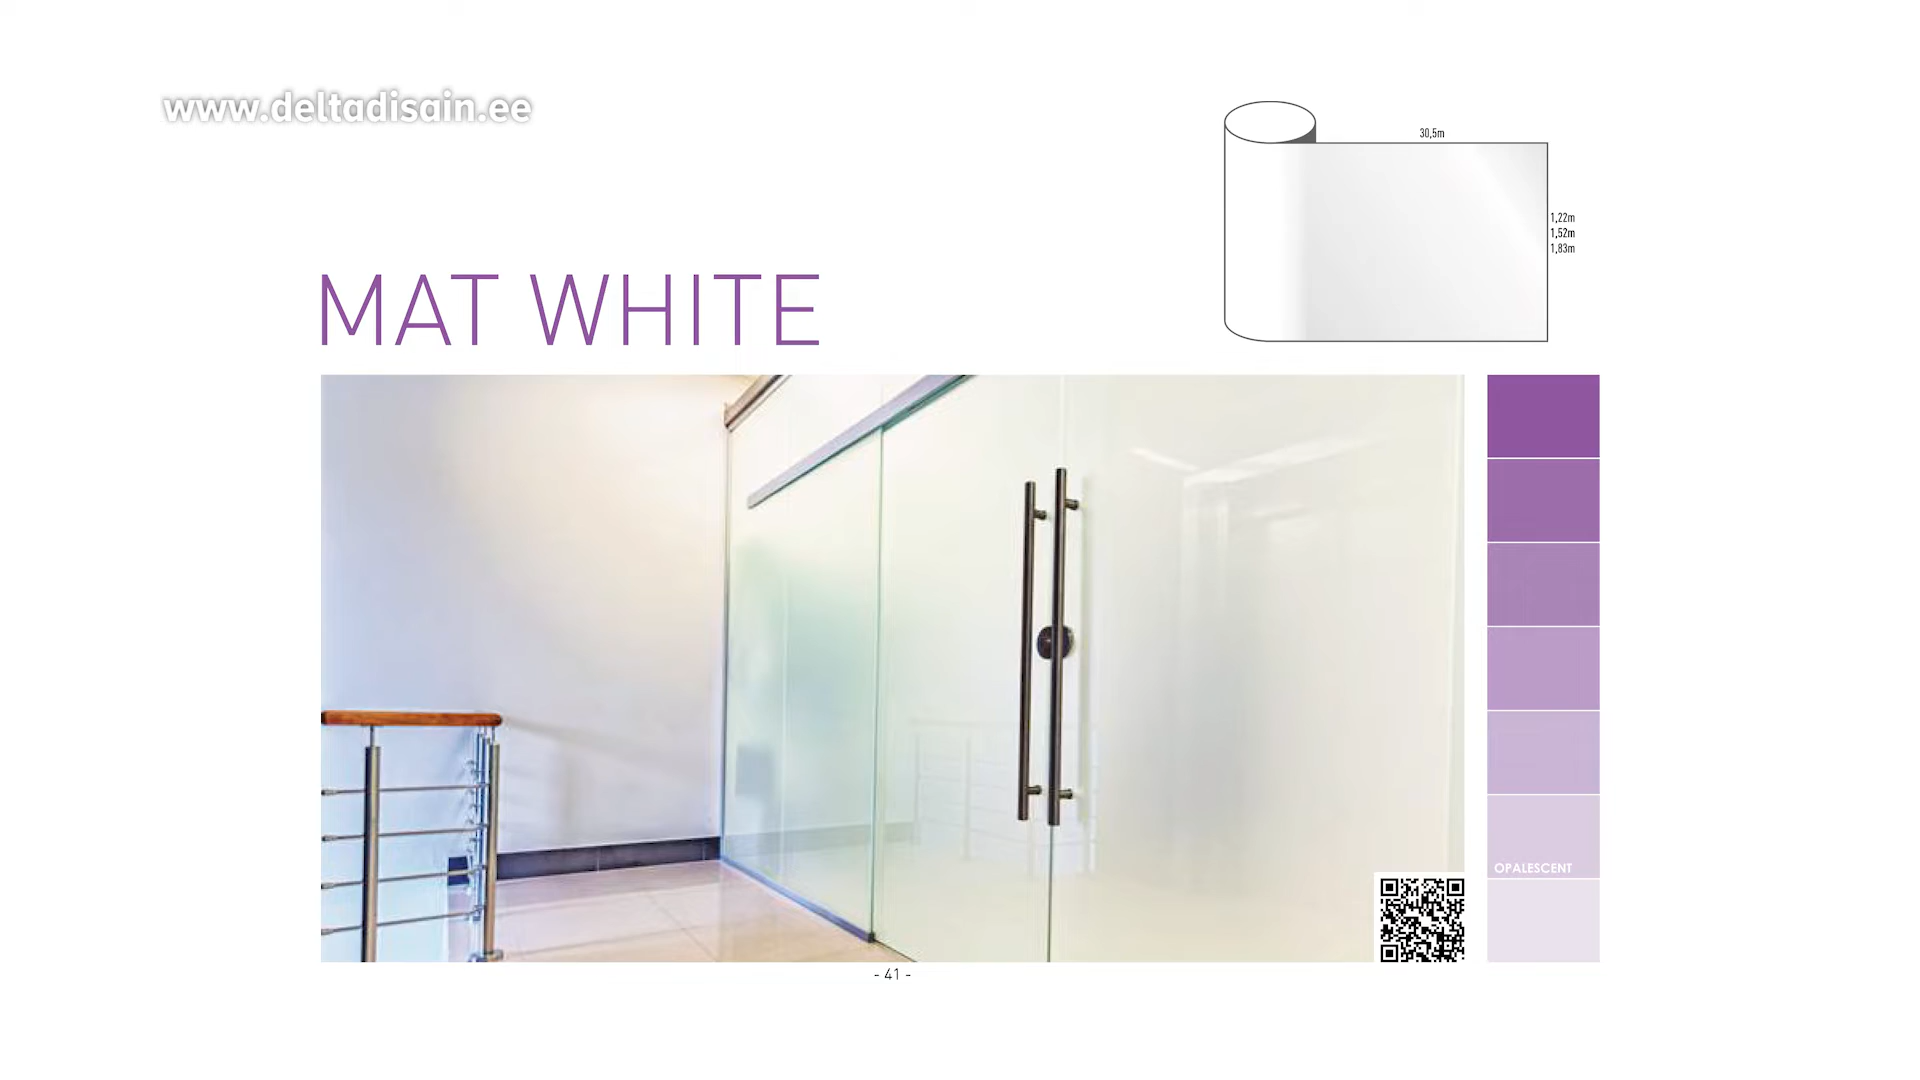 www.deltadisain.ee
30,5m
1,22m
1,52m
1,83m
MAT WHITE
OPALESCENT
- 41 -